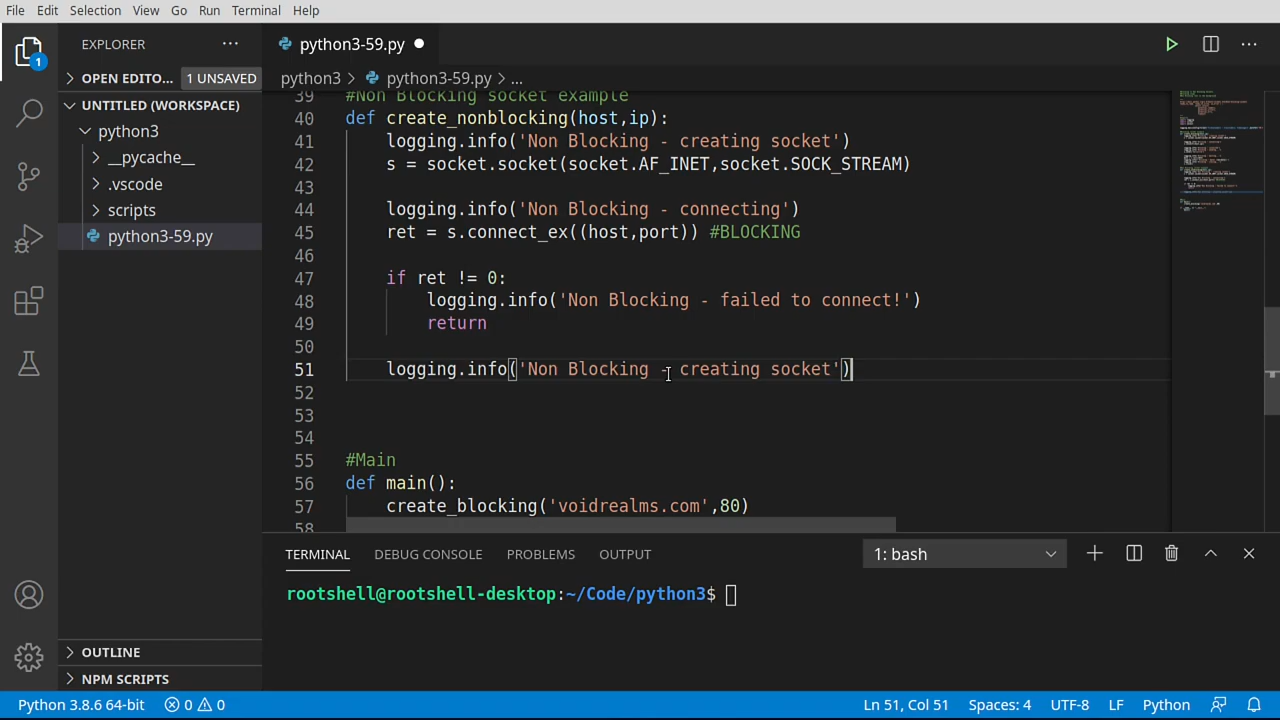 File Edit Selection View Go Run Terminal Help
EXPLORER
python3-59.py
OPEN EDITO... 1 UNSAVED
python3 > python3-59.py > ...
UNTITLED (WORKSPACE)
python3
__pycache__
.vscode
scripts
python3-59.py
1
39 #Non Blocking socket example
40 def create_nonblocking(host,ip):
41 logging.info('Non Blocking - creating socket')
42 s = socket.socket(socket.AF_INET,socket.SOCK_STREAM)
43
44 logging.info('Non Blocking - connecting')
45 ret = s.connect_ex((host,port)) #BLOCKING
46
47 if ret != 0:
48 logging.info('Non Blocking - failed to connect!')
49 return
50
51 logging.info('Non Blocking - creating socket')
52
53
54
55 #Main
56 def main():
57 create_blocking('voidrealms.com',80)
58
TERMINAL DEBUG CONSOLE PROBLEMS OUTPUT 1: bash
rootshell@rootshell-desktop:~/Code/python3$
OUTLINE
NPM SCRIPTS
Python 3.8.6 64-bit 0 0 Ln 51, Col 51 Spaces: 4 UTF-8 LF Python